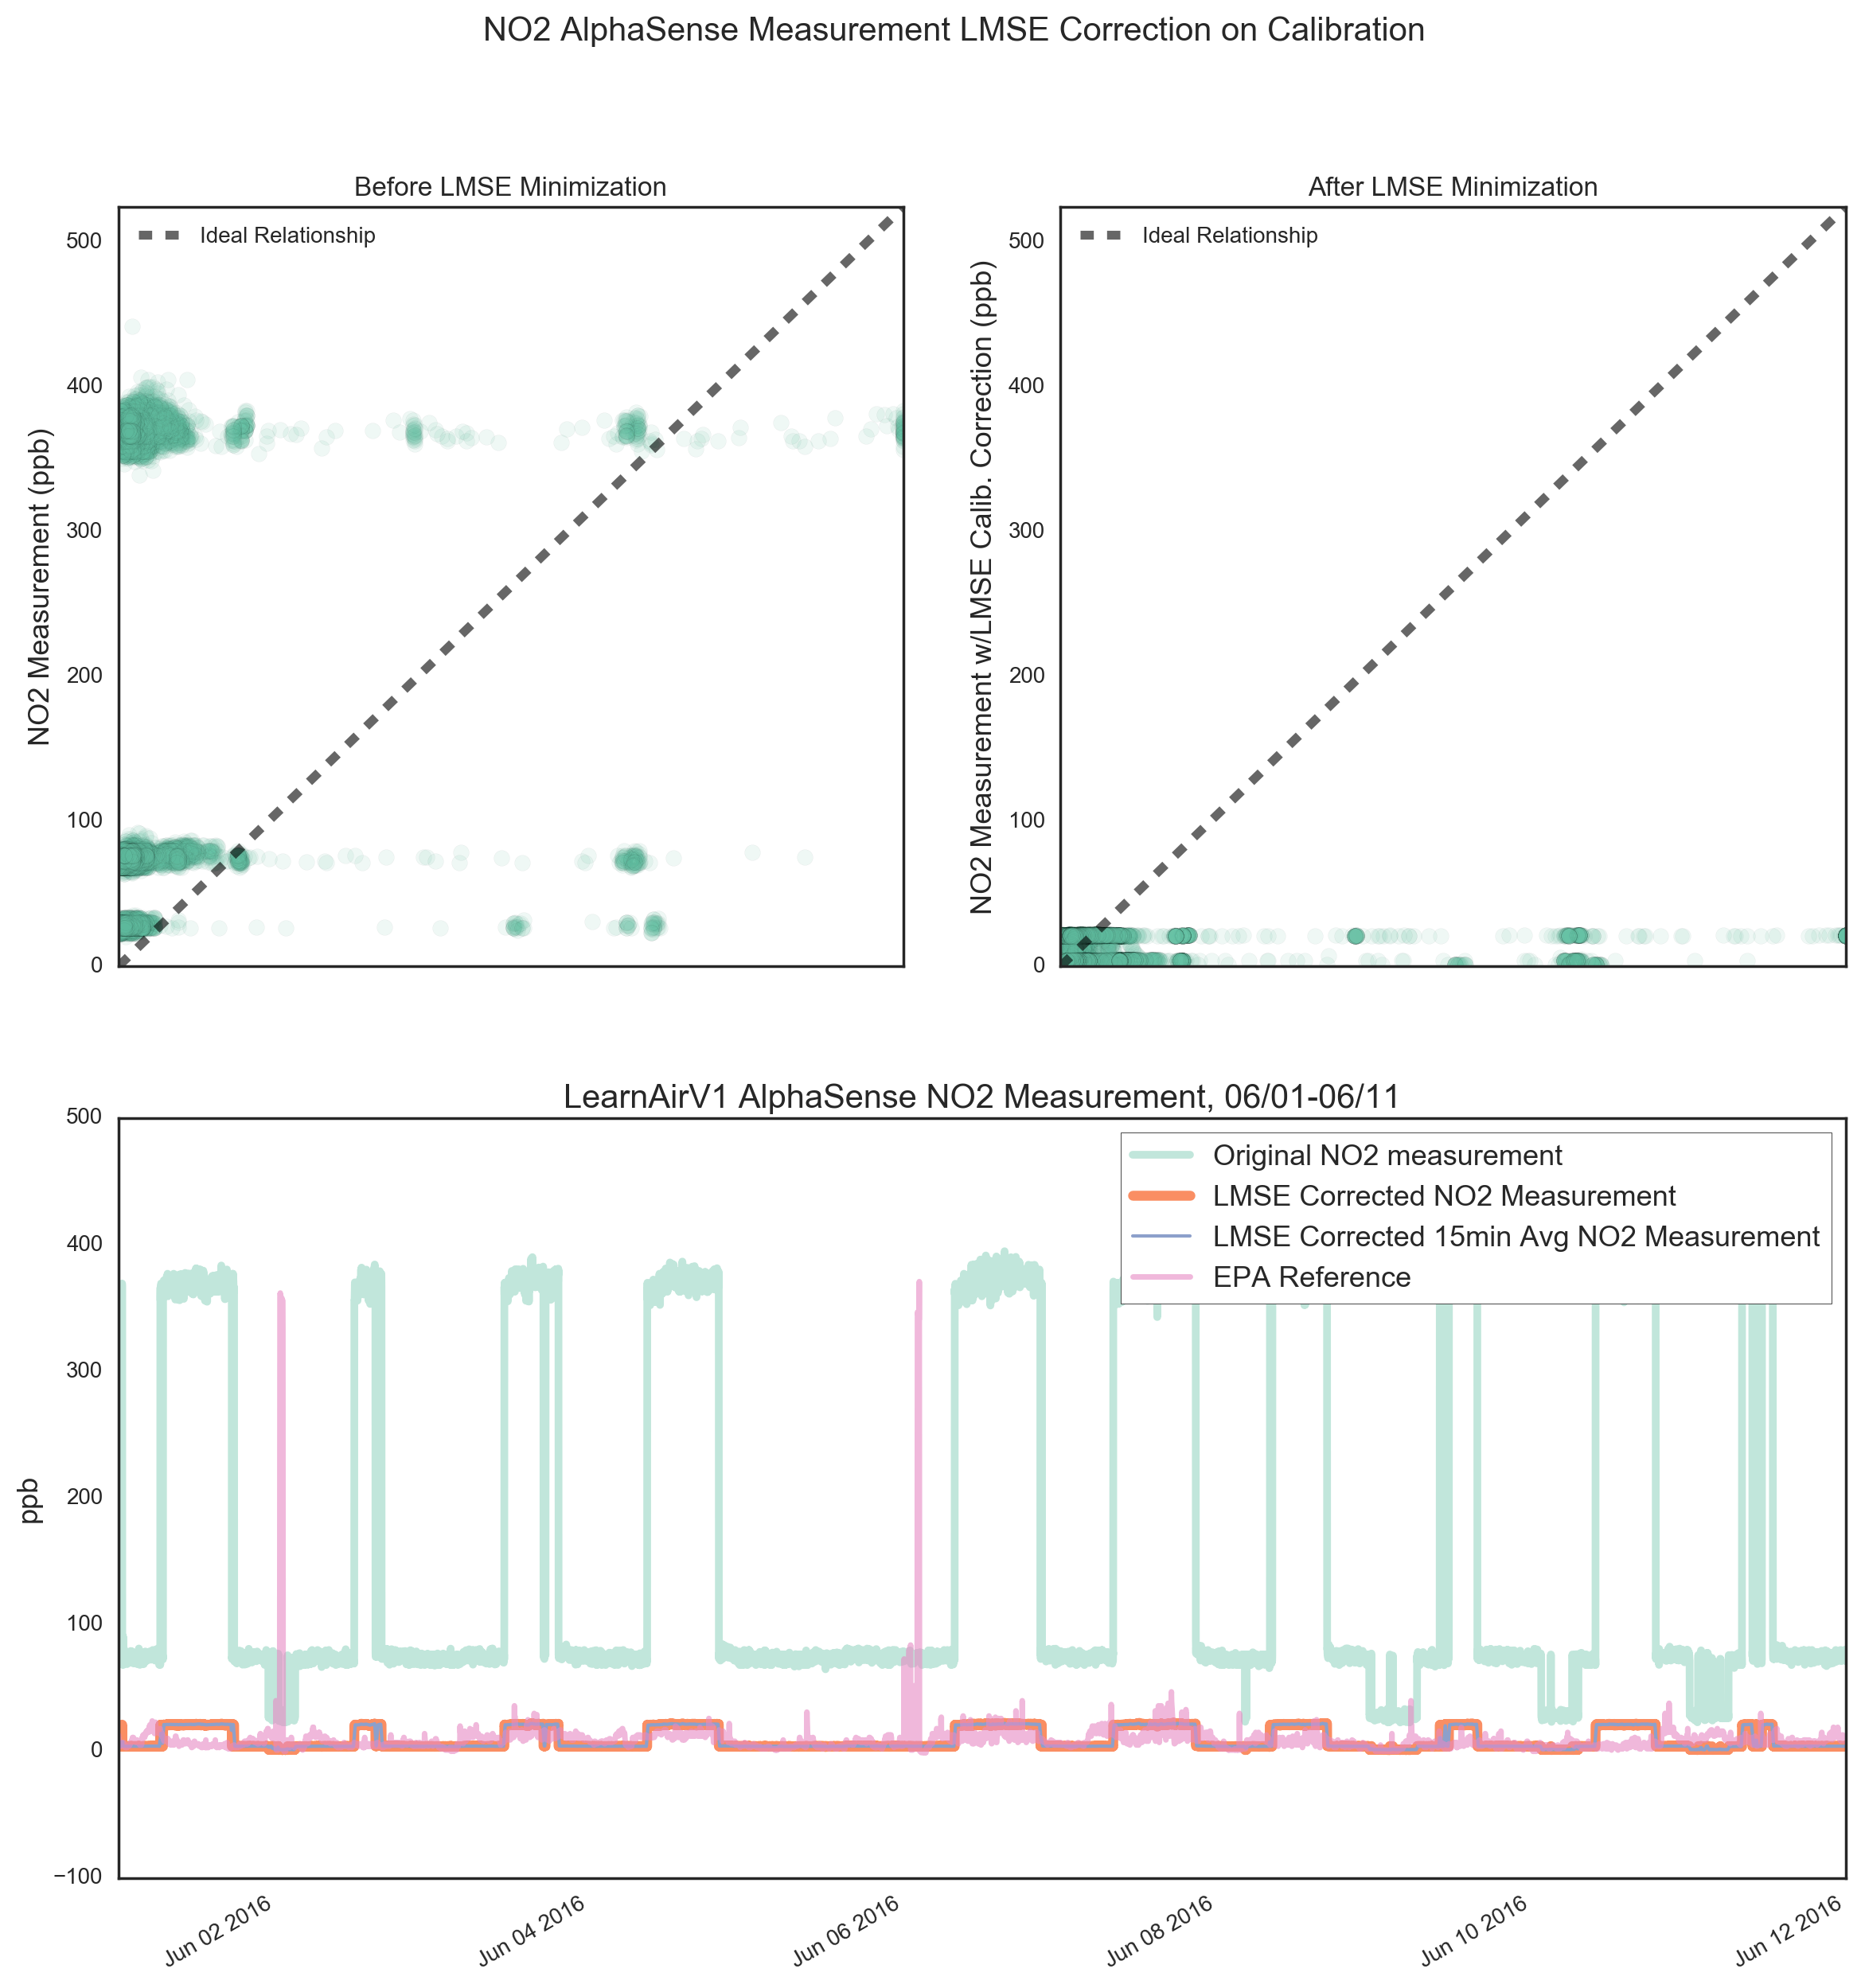 NO2 AlphaSense Measurement LMSE Correction on Calibration
Before LMSE Minimization
Ideal Relationship
500
400
300
200
100
0
NO2 Measurement (ppb)
After LMSE Minimization
Ideal Relationship
500
400
300
200
100
0
NO2 Measurement w/LMSE Calib. Correction (ppb)
LearnAirV1 AlphaSense NO2 Measurement, 06/01-06/11
Original NO2 measurement
LMSE Corrected NO2 Measurement
LMSE Corrected 15min Avg NO2 Measurement
EPA Reference
500
400
300
200
100
0
−100
ppb
Jun 02 2016
Jun 04 2016
Jun 06 2016
Jun 08 2016
Jun 10 2016
Jun 12 2016